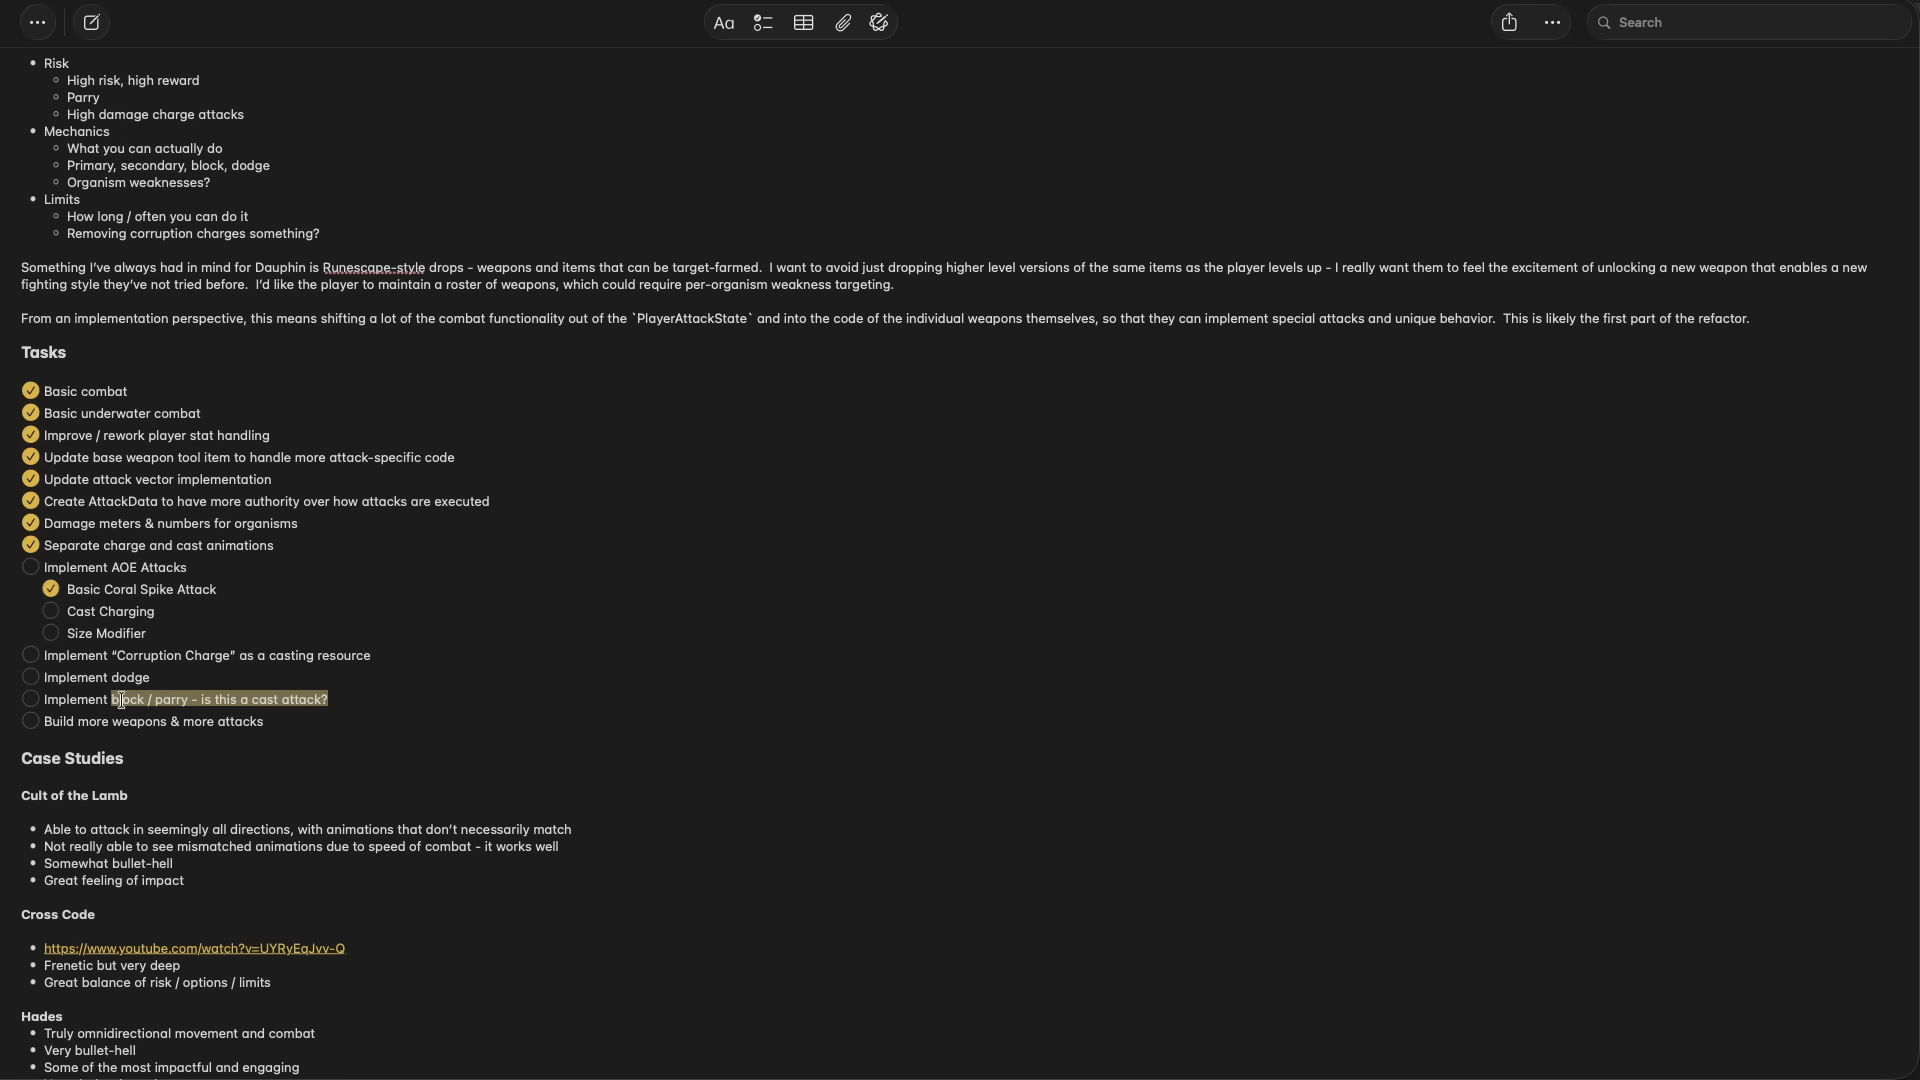 Aa
Search
• Risk
◦ High risk, high reward
◦ Parry
◦ High damage charge attacks
• Mechanics
◦ What you can actually do
◦ Primary, secondary, block, dodge
◦ Organism weaknesses?
• Limits
◦ How long / often you can do it
◦ Removing corruption charges something?
Something I've always had in mind for Dauphin is Runescape-style drops - weapons and items that can be target-farmed.  I want to avoid just dropping higher level versions of the same items as the player levels up - I really want them to feel the excitement of unlocking a new weapon that enables a new
fighting style they've not tried before.  I'd like the player to maintain a roster of weapons, which could require per-organism weakness targeting.
From an implementation perspective, this means shifting a lot of the combat functionality out of the `PlayerAttackState` and into the code of the individual weapons themselves, so that they can implement special attacks and unique behavior.  This is likely the first part of the refactor.
Tasks
Basic combat
Basic underwater combat
Improve / rework player stat handling
Update base weapon tool item to handle more attack-specific code
Update attack vector implementation
Create AttackData to have more authority over how attacks are executed
Damage meters & numbers for organisms
Separate charge and cast animations
Implement AOE Attacks
Basic Coral Spike Attack
Cast Charging
Size Modifier
Implement “Corruption Charge” as a casting resource
Implement dodge
Implement block / parry - is this a cast attack?
Build more weapons & more attacks
Case Studies
Cult of the Lamb
• Able to attack in seemingly all directions, with animations that don't necessarily match
• Not really able to see mismatched animations due to speed of combat - it works well
• Somewhat bullet-hell
• Great feeling of impact
Cross Code
• https://www.youtube.com/watch?v=UYRyEqJvv-Q
• Frenetic but very deep
• Great balance of risk / options / limits
Hades
• Truly omnidirectional movement and combat
• Very bullet-hell
• Some of the most impactful and engaging